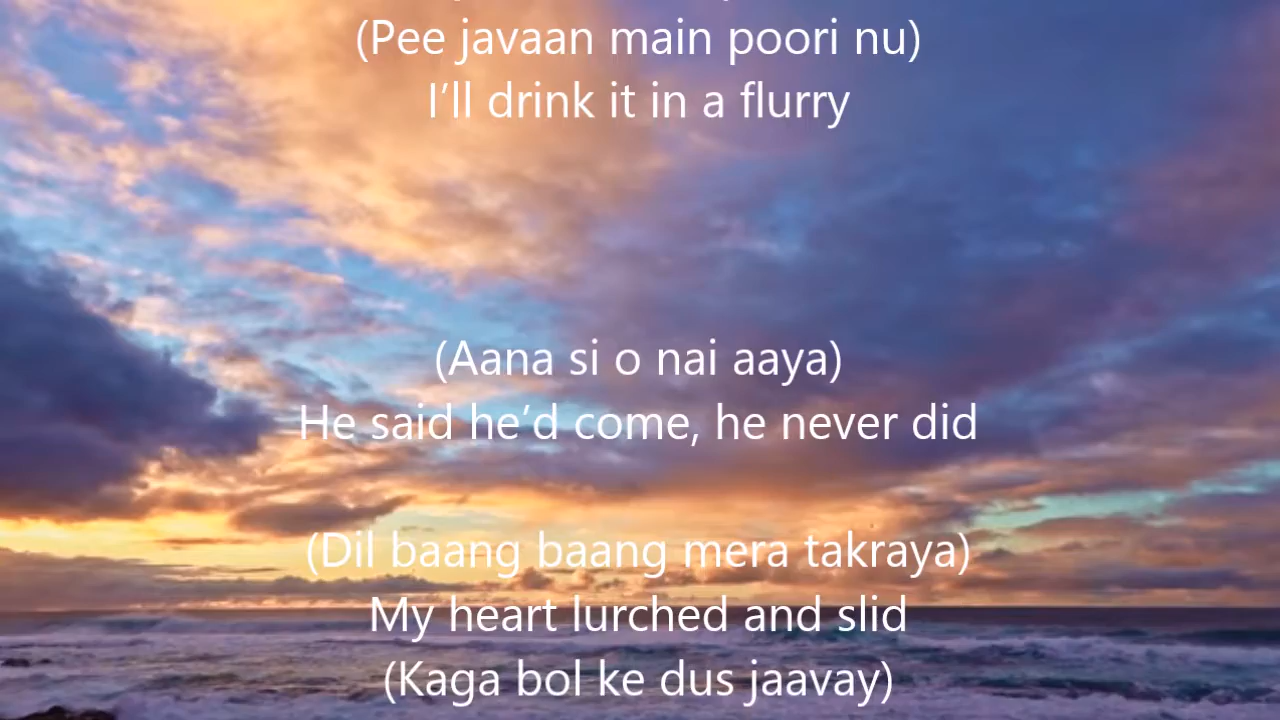 (Pee javaan main poori nu)
I’ll drink it in a flurry
(Aana si o nai aaya)
He said he’d come, he never did
(Dil baang baang mera takraya)
My heart lurched and slid
(Kaga bol ke dus jaavay)